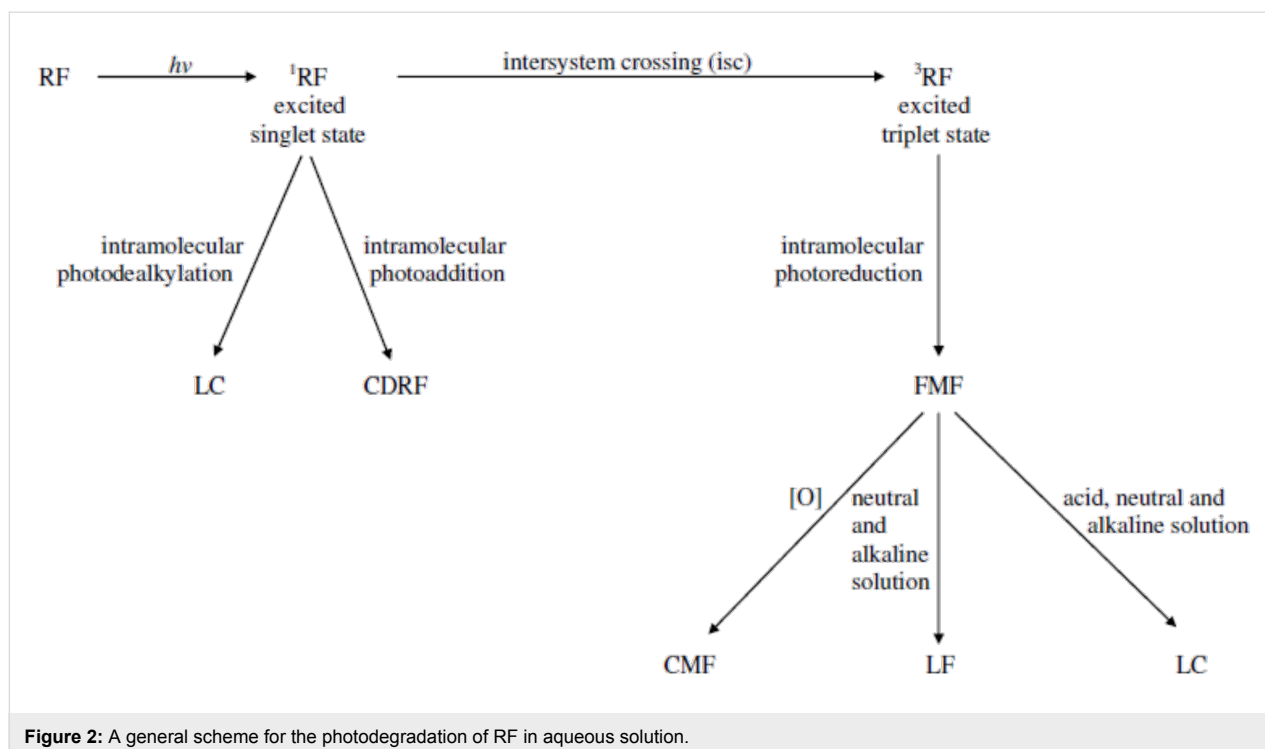 RF
hv
¹RF
excited
singlet state
intersystem crossing (isc)
³RF
excited
triplet state
intramolecular
photodealkylation
intramolecular
photoaddition
intramolecular
photoreduction
LC
CDRF
FMF
[O]
neutral
and
alkaline
solution
acid, neutral and
alkaline solution
CMF
LF
LC
Figure 2: A general scheme for the photodegradation of RF in aqueous solution.